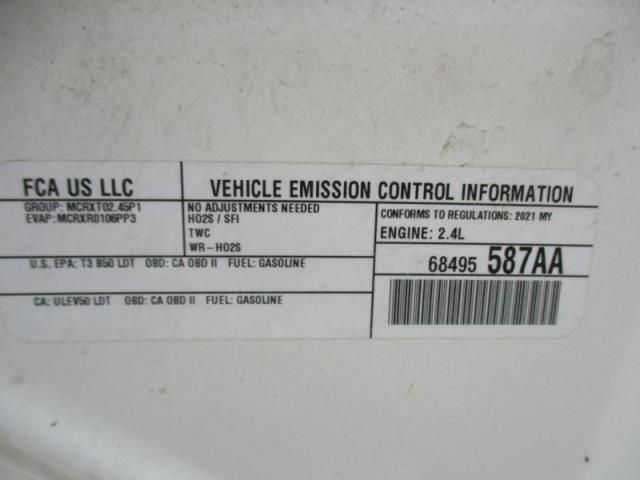 FCA US LLC
VEHICLE EMISSION CONTROL INFORMATION
GROUP: MCRXT02.45P1
EVAP: MCRXR0106PP3
NO ADJUSTMENTS NEEDED
HO2S / SFI
TWC
WR-HO2S
CONFORMS TO REGULATIONS: 2021 MY
ENGINE: 2.4L
U.S. EPA: T3 B50 LDT OBD: CA OBD II FUEL: GASOLINE
68495 587AA
CA: ULEV50 LDT OBD: CA OBD II FUEL: GASOLINE